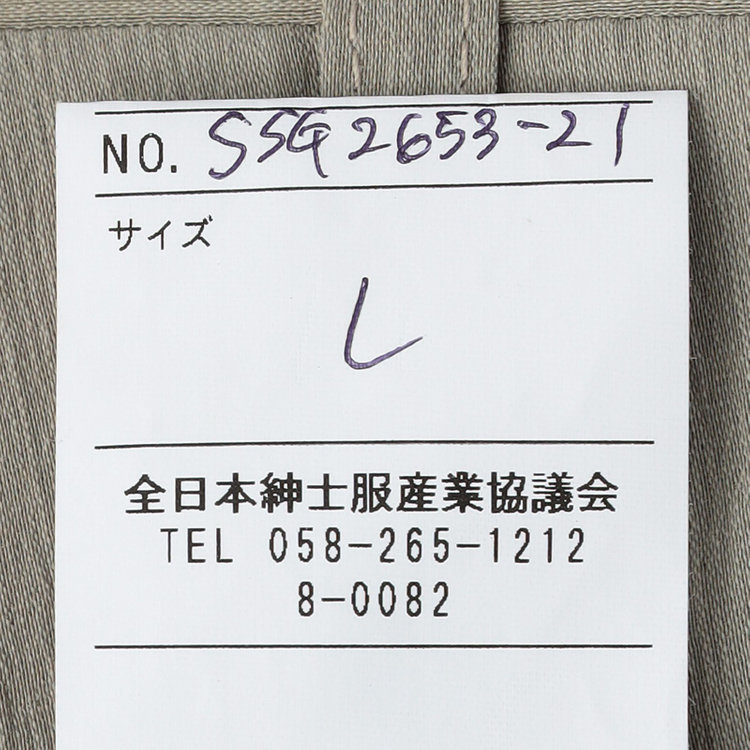 NO. SSG2653-21
サイズ
L
全日本紳士服産業協議会
TEL 058-265-1212
8-0082